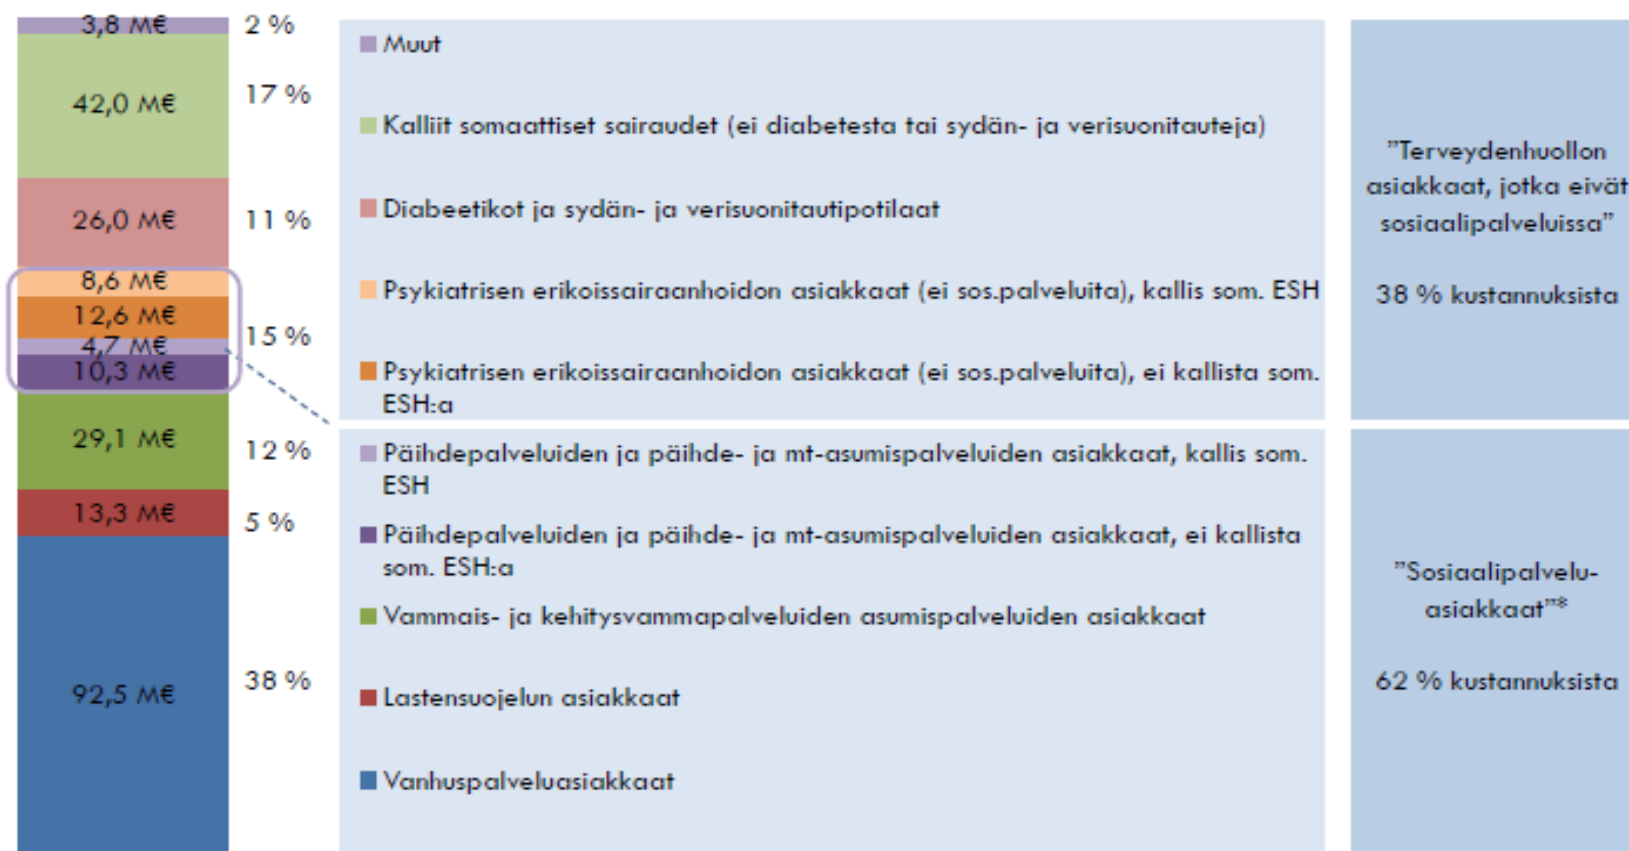 3,8 M€
2 %
42,0 M€
17 %
26,0 M€
11 %
8,6 M€
12,6 M€
4,7 M€
10,3 M€
15 %
29,1 M€
12 %
13,3 M€
5 %
92,5 M€
38 %
Muut
Kalliit somaattiset sairaudet (ei diabetesta tai sydän- ja verisuonitauteja)
Diabeetikot ja sydän- ja verisuonitautipotilaat
Psykiatrisen erikoissairaanhoidon asiakkaat (ei sos.palveluita), kallis som. ESH
Psykiatrisen erikoissairaanhoidon asiakkaat (ei sos.palveluita), ei kallista som.
ESH:a
Päihdepalveluiden ja päihde- ja mt-asumispalveluiden asiakkaat, kallis som.
ESH
Päihdepalveluiden ja päihde- ja mt-asumispalveluiden asiakkaat, ei kallista
som. ESH:a
Vammais- ja kehitysvammapalveluiden asumispalveluiden asiakkaat
Lastensuojelun asiakkaat
Vanhuspalveluasiakkaat
”Terveydenhuollon
asiakkaat, jotka eivät
sosiaalipalveluissa”
38 % kustannuksista
”Sosiaalipalvelu-
asiakkaat”*
62 % kustannuksista